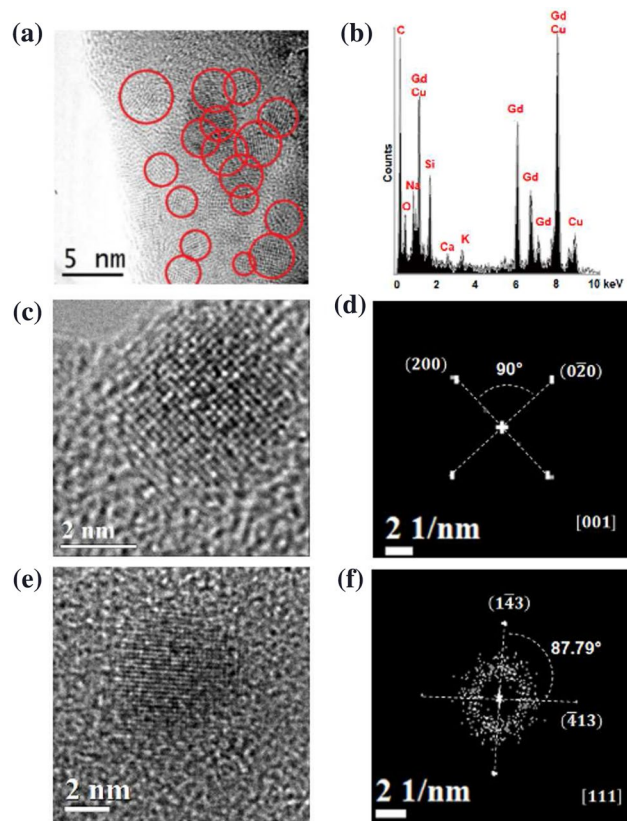 (a)
5 nm
(b)
C
Gd
Cu
Gd
Cu
Gd
Si
Na
Gd
O
Gd
Cu
Ca
K
Counts
0 2 4 6 8 10 keV
(c)
2 nm
(d)
(200)
90°
(02̅0)
2 1/nm
[001]
(e)
2 nm
(f)
(14̅3)
87.79°
(4̅13)
2 1/nm
[111]